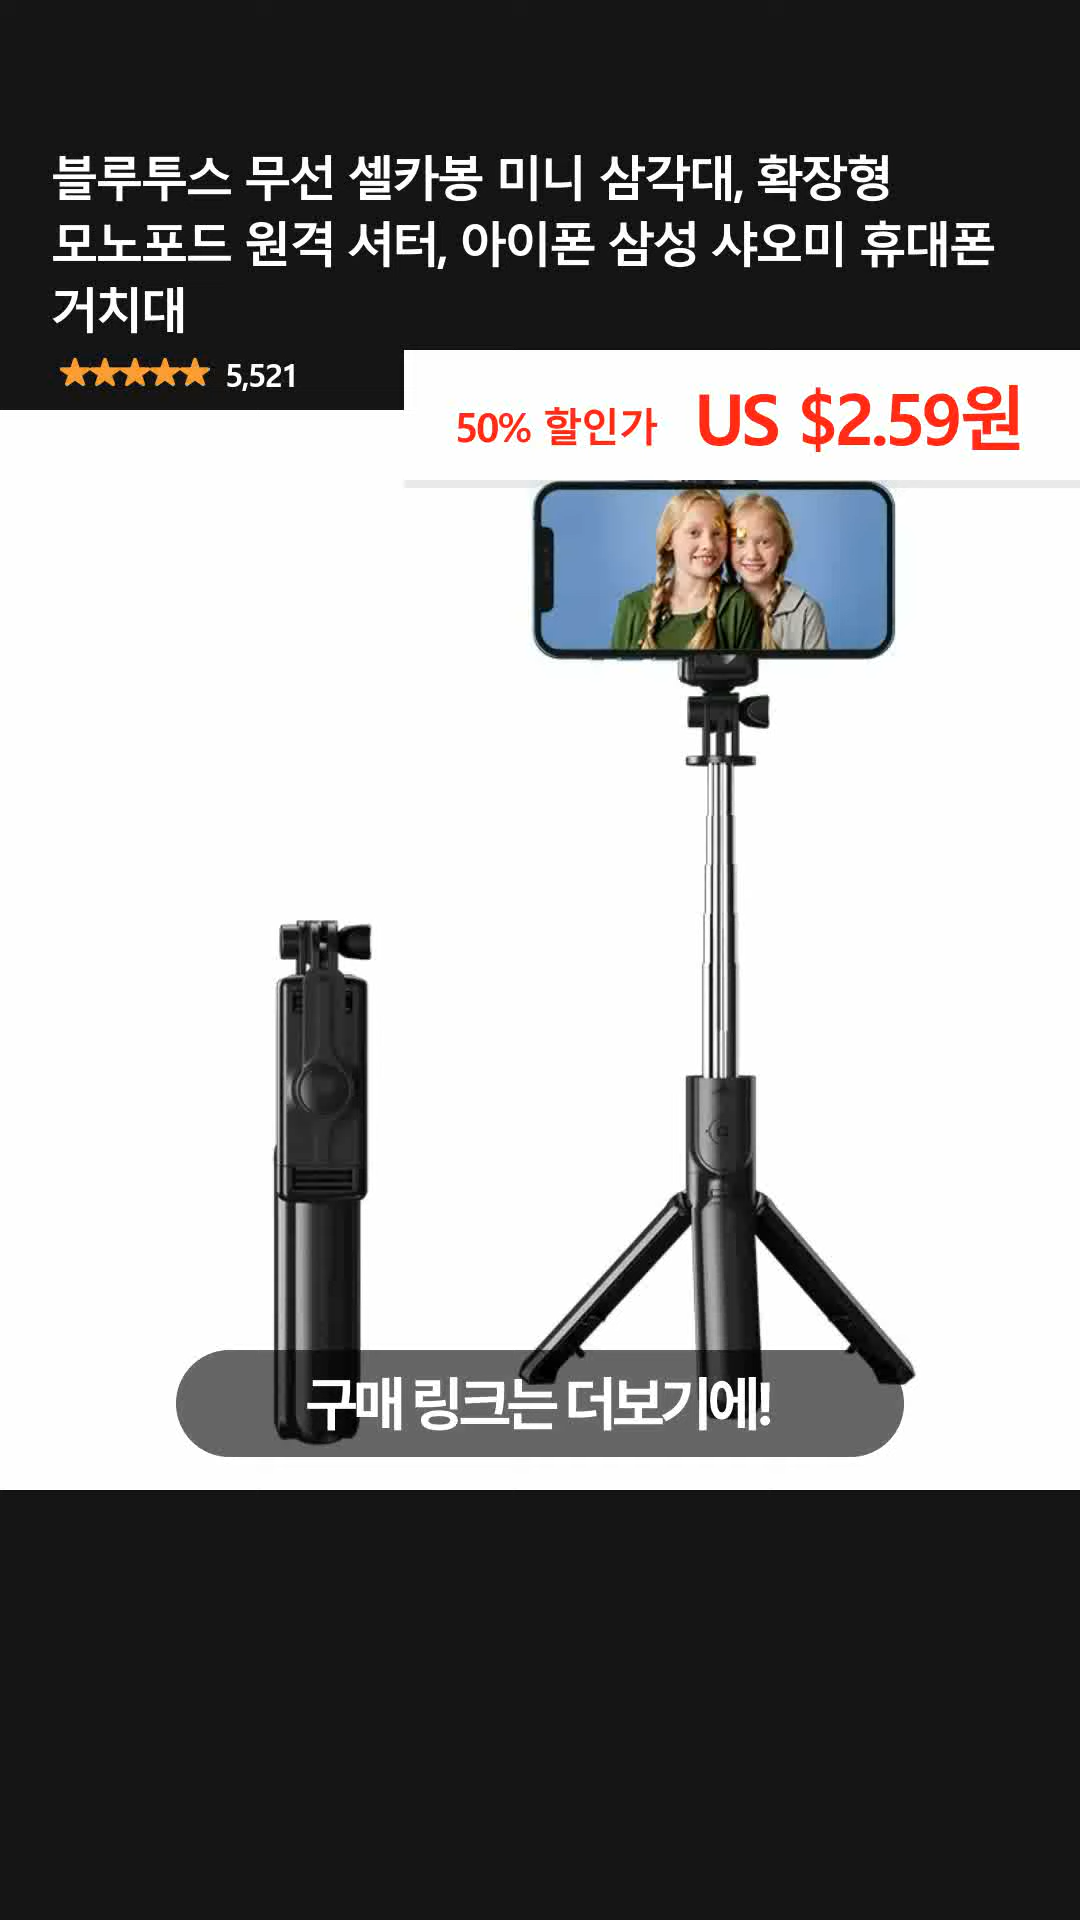 블루투스 무선 셀카봉 미니 삼각대, 확장형
모노포드 원격 셔터, 아이폰 삼성 샤오미 휴대폰
거치대
5,521
50% 할인가 US $2.59원
구매 링크는 더보기에!